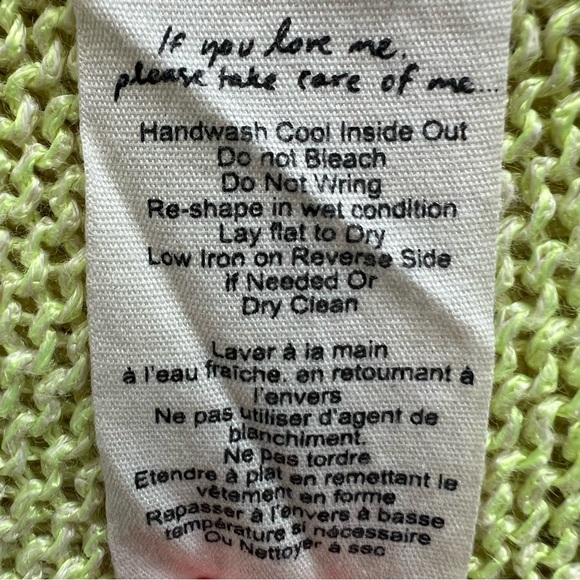 If you love me,
please take care of me...
Handwash Cool Inside Out
Do not Bleach
Do Not Wring
Re-shape in wet condition
Lay flat to Dry
Low Iron on Reverse Side
If Needed Or
Dry Clean
Laver à la main
à l'eau fraîche, en retournant à
l'envers
Ne pas utiliser d'agent de
blanchiment.
Ne pas tordre
Etendre à plat en remettant le
vêtement en forme
Rapasser à l'envers à basse
température si nécessaire
Ou Nettoyer à sec